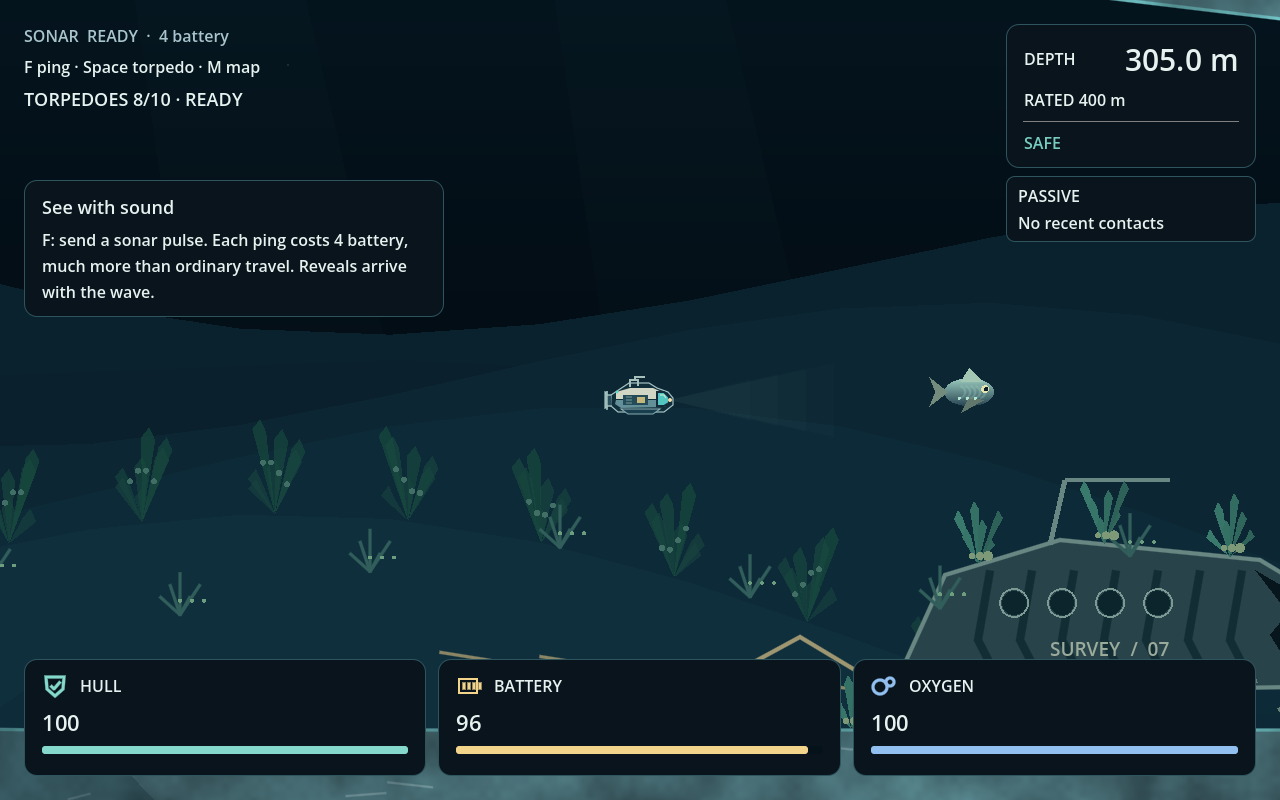 SONAR READY · 4 battery
F ping · Space torpedo · M map
TORPEDOES 8/10 · READY
DEPTH 305.0 m
RATED 400 m
SAFE
PASSIVE
No recent contacts
See with sound
F: send a sonar pulse. Each ping costs 4 battery,
much more than ordinary travel. Reveals arrive
with the wave.
SURVEY / 07
HULL
100
BATTERY
96
OXYGEN
100